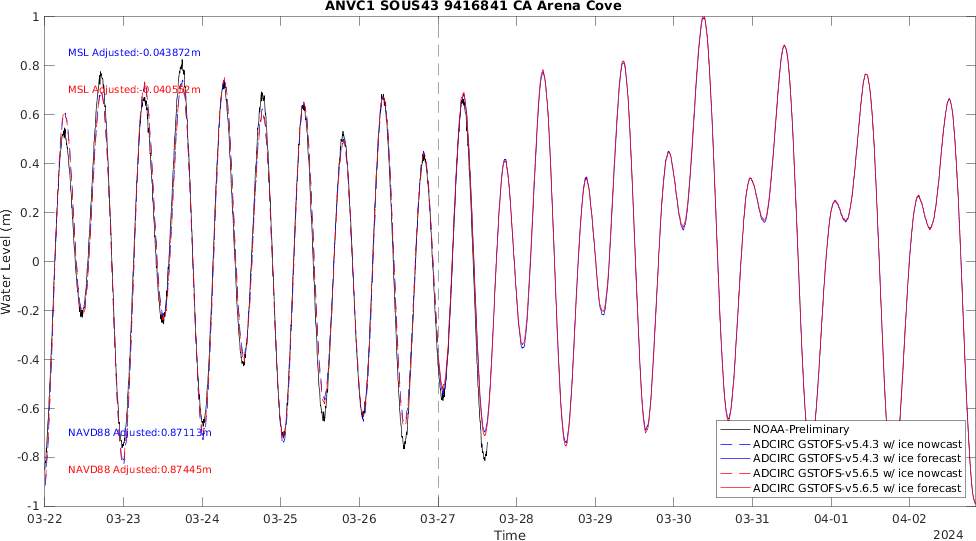 ANVC1 SOUS43 9416841 CA Arena Cove
MSL Adjusted:-0.043872m
MSL Adjusted:-0.040552m
NAVD88 Adjusted:0.87113m
NAVD88 Adjusted:0.87445m
Water Level (m)
1
0.8
0.6
0.4
0.2
0
-0.2
-0.4
-0.6
-0.8
-1
NOAA-Preliminary
ADCIRC GSTOFS-v5.4.3 w/ ice nowcast
ADCIRC GSTOFS-v5.4.3 w/ ice forecast
ADCIRC GSTOFS-v5.6.5 w/ ice nowcast
ADCIRC GSTOFS-v5.6.5 w/ ice forecast
03-22 03-23 03-24 03-25 03-26 03-27 03-28 03-29 03-30 03-31 04-01 04-02
Time
2024